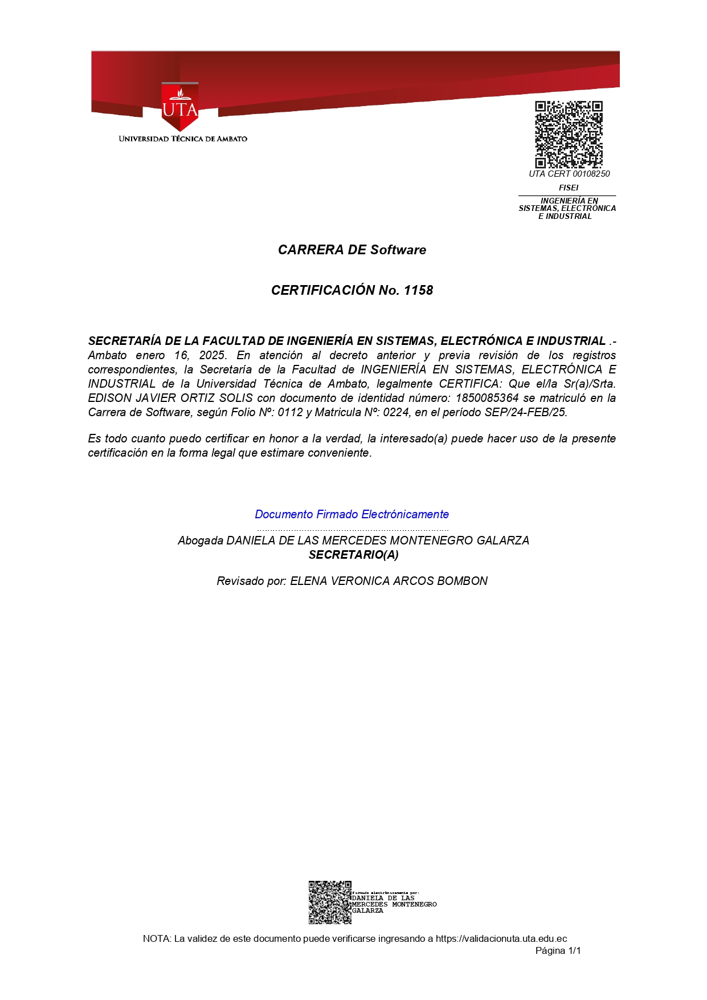 UTA
UNIVERSIDAD TÉCNICA DE AMBATO
UTA CERT 00108250
FISEI
INGENIERÍA EN
SISTEMAS, ELECTRÓNICA
E INDUSTRIAL
CARRERA DE Software
CERTIFICACIÓN No. 1158
SECRETARÍA DE LA FACULTAD DE INGENIERÍA EN SISTEMAS, ELECTRÓNICA E INDUSTRIAL .-
Ambato enero 16, 2025. En atención al decreto anterior y previa revisión de los registros
correspondientes, la Secretaría de la Facultad de INGENIERÍA EN SISTEMAS, ELECTRÓNICA E
INDUSTRIAL de la Universidad Técnica de Ambato, legalmente CERTIFICA: Que el/la Sr(a)/Srta.
EDISON JAVIER ORTIZ SOLIS con documento de identidad número: 1850085364 se matriculó en la
Carrera de Software, según Folio Nº: 0112 y Matricula Nº: 0224, en el período SEP/24-FEB/25.
Es todo cuanto puedo certificar en honor a la verdad, la interesado(a) puede hacer uso de la presente
certificación en la forma legal que estimare conveniente.
Documento Firmado Electrónicamente
..........................................................................
Abogada DANIELA DE LAS MERCEDES MONTENEGRO GALARZA
SECRETARIO(A)
Revisado por: ELENA VERONICA ARCOS BOMBON
Firmado electrónicamente por:
DANIELA DE LAS
MERCEDES MONTENEGRO
GALARZA
NOTA: La validez de este documento puede verificarse ingresando a https://validacionuta.uta.edu.ec
Página 1/1